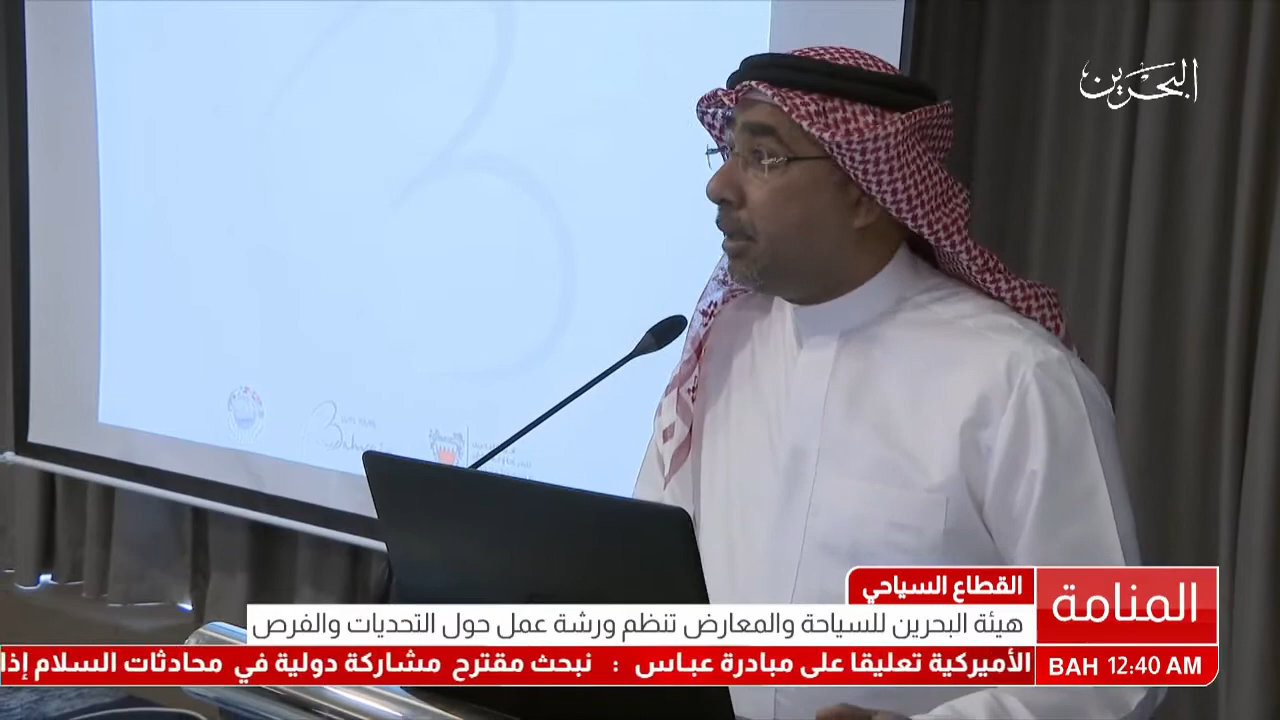 البحرين
القطاع السياحي
المنامة
هيئة البحرين للسياحة والمعارض تنظم ورشة عمل حول التحديات والفرص
الأميركية تعليقا على مبادرة عباس : نبحث مقترح مشاركة دولية في محادثات السلام إذا
BAH 12:40 AM